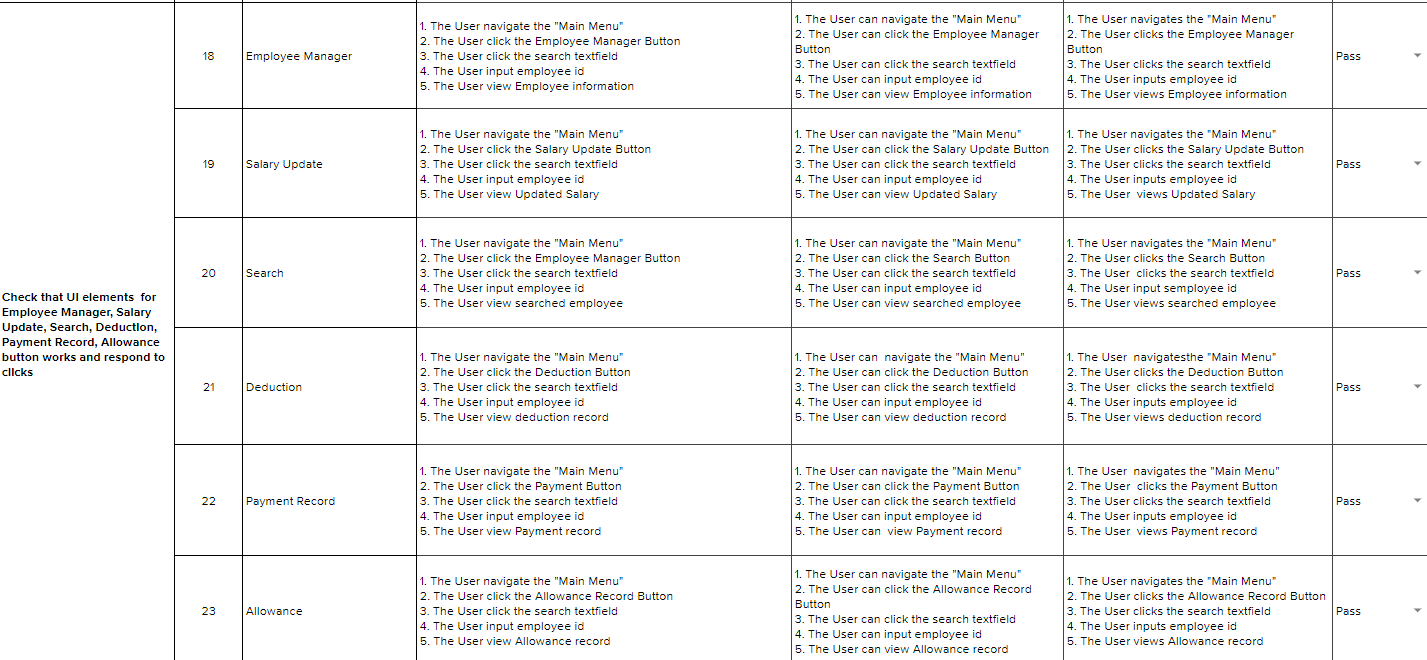 Check that UI elements  for
Employee Manager, Salary
Update, Search, Deduction,
Payment Record, Allowance
button works and respond to
clicks
18
Employee Manager
1. The User navigate the "Main Menu"
2. The User click the Employee Manager Button
3. The User click the search textfield
4. The User input employee id
5. The User view Employee information
1. The User can navigate the "Main Menu"
2. The User can click the Employee Manager
Button
3. The User can click the search textfield
4. The User can input employee id
5. The User can view Employee information
1. The User navigates the "Main Menu"
2. The User clicks the Employee Manager
Button
3. The User clicks the search textfield
4. The User inputs employee id
5. The User views Employee information
Pass
19
Salary Update
1. The User navigate the "Main Menu"
2. The User click the Salary Update Button
3. The User click the search textfield
4. The User input employee id
5. The User view Updated Salary
1. The User can navigate the "Main Menu"
2. The User can click the Salary Update Button
3. The User can click the search textfield
4. The User can input employee id
5. The User can view Updated Salary
1. The User navigates the "Main Menu"
2. The User clicks the Salary Update Button
3. The User clicks the search textfield
4. The User inputs employee id
5. The User  views Updated Salary
Pass
20
Search
1. The User navigate the "Main Menu"
2. The User click the Employee Manager Button
3. The User click the search textfield
4. The User input employee id
5. The User view searched employee
1. The User can navigate the "Main Menu"
2. The User can click the Search Button
3. The User can click the search textfield
4. The User can input employee id
5. The User can view searched employee
1. The User navigates the "Main Menu"
2. The User clicks the Search Button
3. The User  clicks the search textfield
4. The User input semployee id
5. The User views searched employee
Pass
21
Deduction
1. The User navigate the "Main Menu"
2. The User click the Deduction Button
3. The User click the search textfield
4. The User input employee id
5. The User view deduction record
1. The User can  navigate the "Main Menu"
2. The User can click the Deduction Button
3. The User can click the search textfield
4. The User can input employee id
5. The User can view deduction record
1. The User  navigatesthe "Main Menu"
2. The User clicks the Deduction Button
3. The User  clicks the search textfield
4. The User inputs employee id
5. The User views deduction record
Pass
22
Payment Record
1. The User navigate the "Main Menu"
2. The User click the Payment Button
3. The User click the search textfield
4. The User input employee id
5. The User view Payment record
1. The User can navigate the "Main Menu"
2. The User can click the Payment Button
3. The User can click the search textfield
4. The User can input employee id
5. The User can  view Payment record
1. The User  navigates the "Main Menu"
2. The User  clicks the Payment Button
3. The User clicks the search textfield
4. The User inputs employee id
5. The User  views Payment record
Pass
23
Allowance
1. The User navigate the "Main Menu"
2. The User click the Allowance Record Button
3. The User click the search textfield
4. The User input employee id
5. The User view Allowance record
1. The User can navigate the "Main Menu"
2. The User can click the Allowance Record
Button
3. The User can click the search textfield
4. The User can input employee id
5. The User can view Allowance record
1. The User navigates the "Main Menu"
2. The User clicks the Allowance Record Button
3. The User clicks the search textfield
4. The User inputs employee id
5. The User views Allowance record
Pass